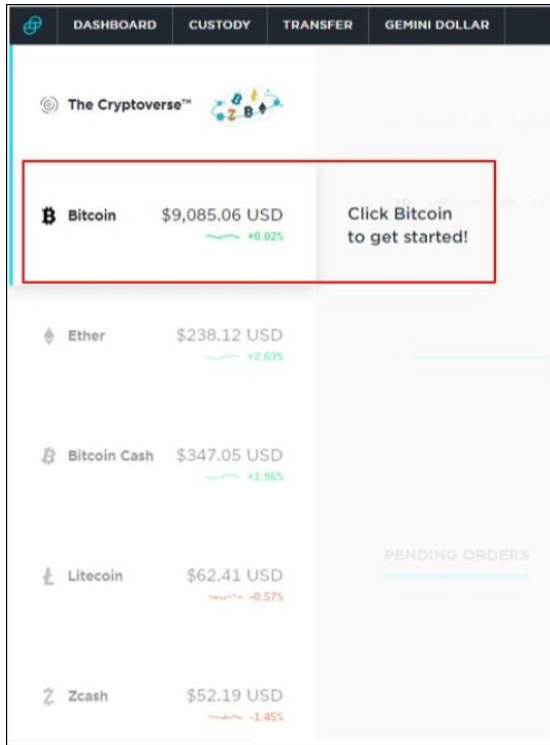 DASHBOARD CUSTODY TRANSFER GEMINI DOLLAR
The Cryptoverse™
Bitcoin $9,085.06 USD
+0.02%
Click Bitcoin
to get started!
Ether $238.12 USD
+2.63%
Bitcoin Cash $347.05 USD
+1.96%
PENDING ORDERS
Litecoin $62.41 USD
-0.57%
Zcash $52.19 USD
-1.45%